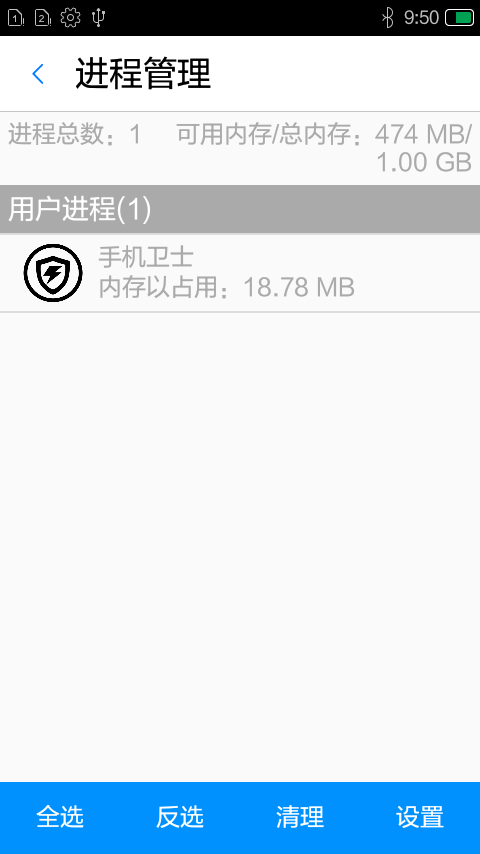 1
2
9:50
进程管理
进程总数：1
可用内存/总内存：474 MB/
1.00 GB
用户进程(1)
手机卫士
内存以占用：18.78 MB
全选
反选
清理
设置